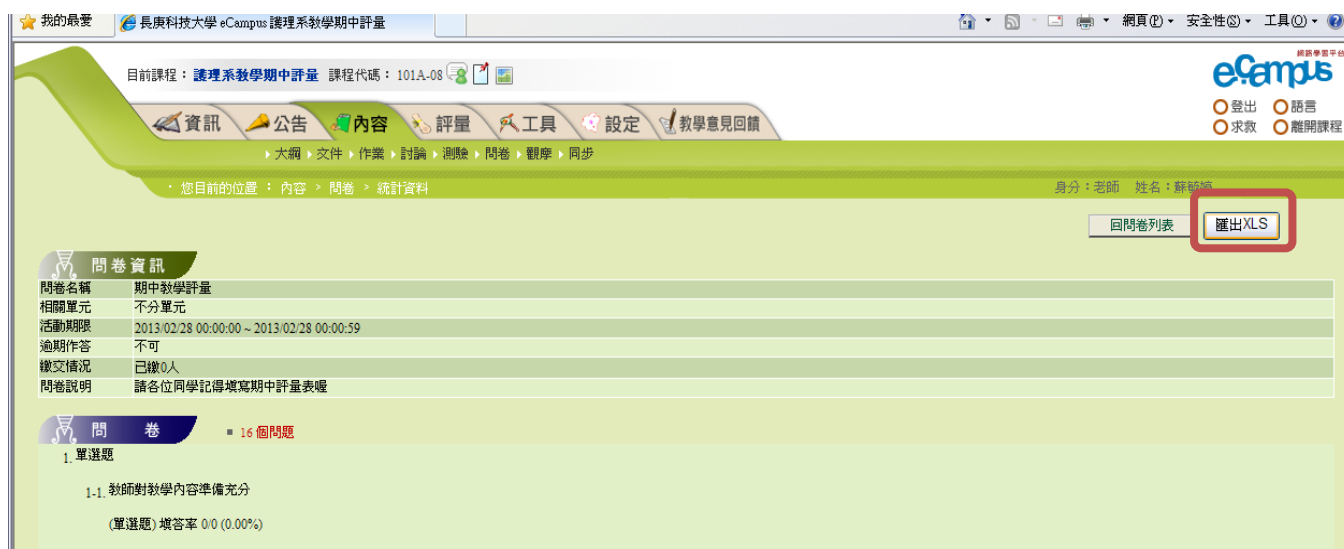 我的最愛 長庚科技大學 eCampus 護理系教學期中評量 網頁(P) 安全性(S) 工具(O)
目前課程：護理系教學期中評量 課程代碼：101A-08
網路學習平台
eCampus
登出 語言
求救 離開課程
資訊 公告 內容 評量 工具 設定 教學意見回饋
大綱 文件 作業 討論 測驗 問卷 觀摩 同步
您目前的位置：內容 > 問卷 > 統計資料 身分：老師 姓名：蘇
回問卷列表 匯出XLS
問卷資訊
問卷名稱 期中教學評量
相關單元 不分單元
活動期限 2013/02/28 00:00:00 ~ 2013/02/28 00:00:59
逾期作答 不可
繳交情況 已繳0人
問卷說明 請各位同學記得填寫期中評量表喔
問 卷 16 個問題
1. 單選題
1-1. 教師對教學內容準備充分
(單選題) 填答率 0/0 (0.00%)